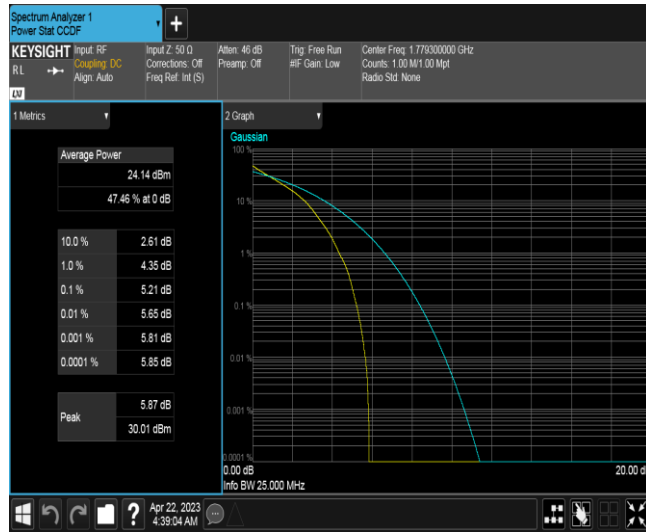 Spectrum Analyzer 1
Power Stat CCDF
+
KEYSIGHT
RL
LXI
Input: RF
Coupling: DC
Align: Auto
Input Z: 50 Ω
Corrections: Off
Freq Ref: Int (S)
Atten: 46 dB
Preamp: Off
Trig: Free Run
#IF Gain: Low
Center Freq: 1.779300000 GHz
Counts: 1.00 M/1.00 Mpt
Radio Std: None
1 Metrics
Average Power
24.14 dBm
47.46 % at 0 dB
10.0 % 2.61 dB
1.0 % 4.35 dB
0.1 % 5.21 dB
0.01 % 5.65 dB
0.001 % 5.81 dB
0.0001 % 5.85 dB
Peak 5.87 dB
30.01 dBm
2 Graph
Gaussian
100 %
10 %
1 %
0.1 %
0.01 %
0.001 %
0.0001 %
0.00 dB
20.00 d
Info BW 25.000 MHz
?
Apr 22, 2023
4:39:04 AM